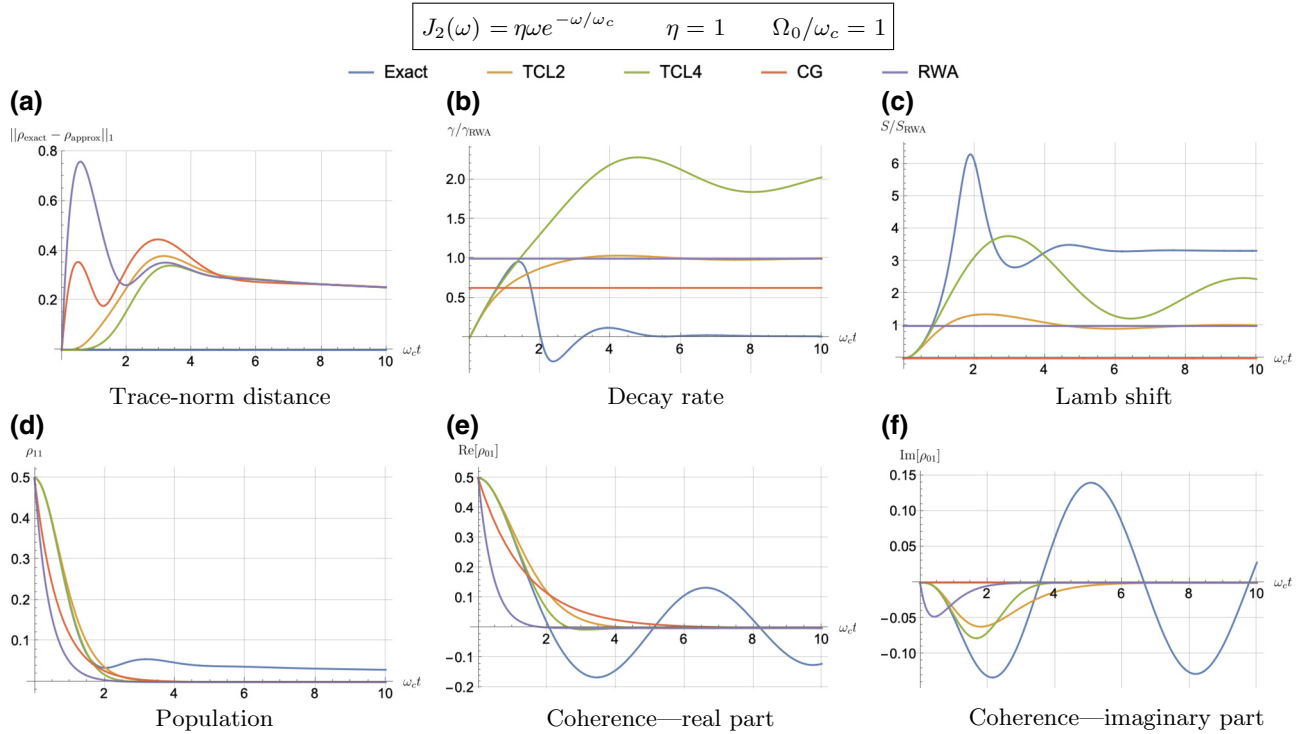 J₂(ω) = ηωe^{−ω/ω_c}   η = 1   Ω₀/ω_c = 1
Exact TCL2 TCL4 CG RWA
(a)
||ρ_exact − ρ_approx||₁
0.8
0.6
0.4
0.2
2 4 6 8 10 ω_c t
Trace-norm distance
(b)
γ/γ_RWA
2.0
1.5
1.0
0.5
2 4 6 8 10 ω_c t
Decay rate
(c)
S/S_RWA
6
5
4
3
2
1
2 4 6 8 10 ω_c t
Lamb shift
(d)
ρ₁₁
0.5
0.4
0.3
0.2
0.1
2 4 6 8 10 ω_c t
Population
(e)
Re[ρ₀₁]
0.5
0.4
0.3
0.2
0.1
2 4 6 8 10 ω_c t
−0.1
−0.2
Coherence—real part
(f)
Im[ρ₀₁]
0.15
0.10
0.05
2 4 6 8 10 ω_c t
−0.05
−0.10
Coherence—imaginary part